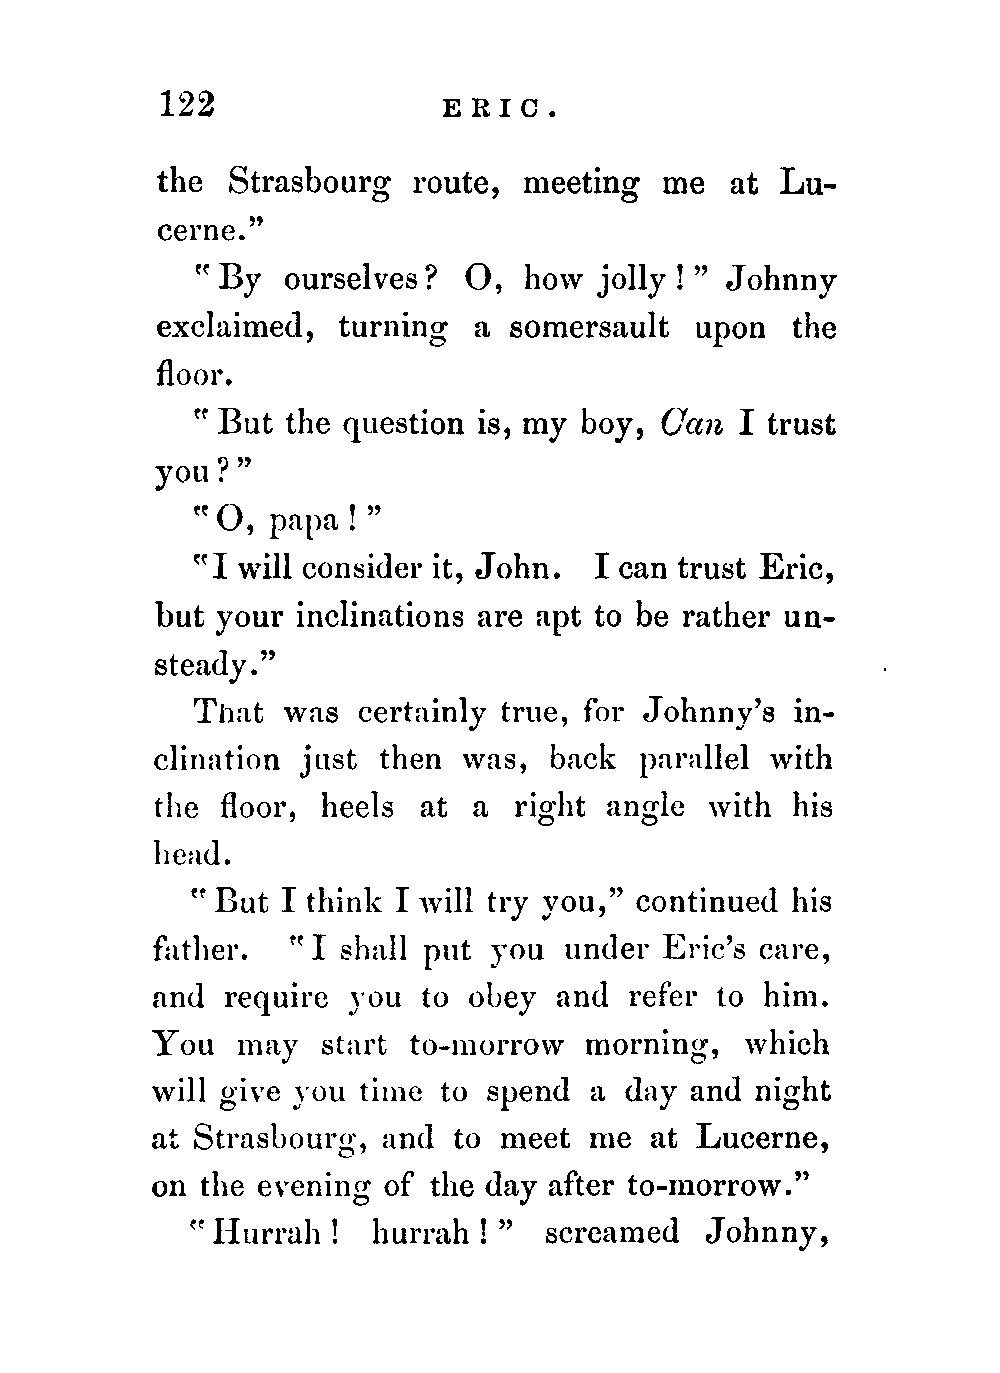 122 ERIC.
the Strasbourg route, meeting me at Lu-
cerne."
"By ourselves? O, how jolly!" Johnny
exclaimed, turning a somersault upon the
floor.
"But the question is, my boy, Can I trust
you?"
"O, papa!"
"I will consider it, John. I can trust Eric,
but your inclinations are apt to be rather un-
steady."
That was certainly true, for Johnny's in-
clination just then was, back parallel with
the floor, heels at a right angle with his
head.
"But I think I will try you," continued his
father. "I shall put you under Eric's care,
and require you to obey and refer to him.
You may start to-morrow morning, which
will give you time to spend a day and night
at Strasbourg, and to meet me at Lucerne,
on the evening of the day after to-morrow."
"Hurrah! hurrah!" screamed Johnny,